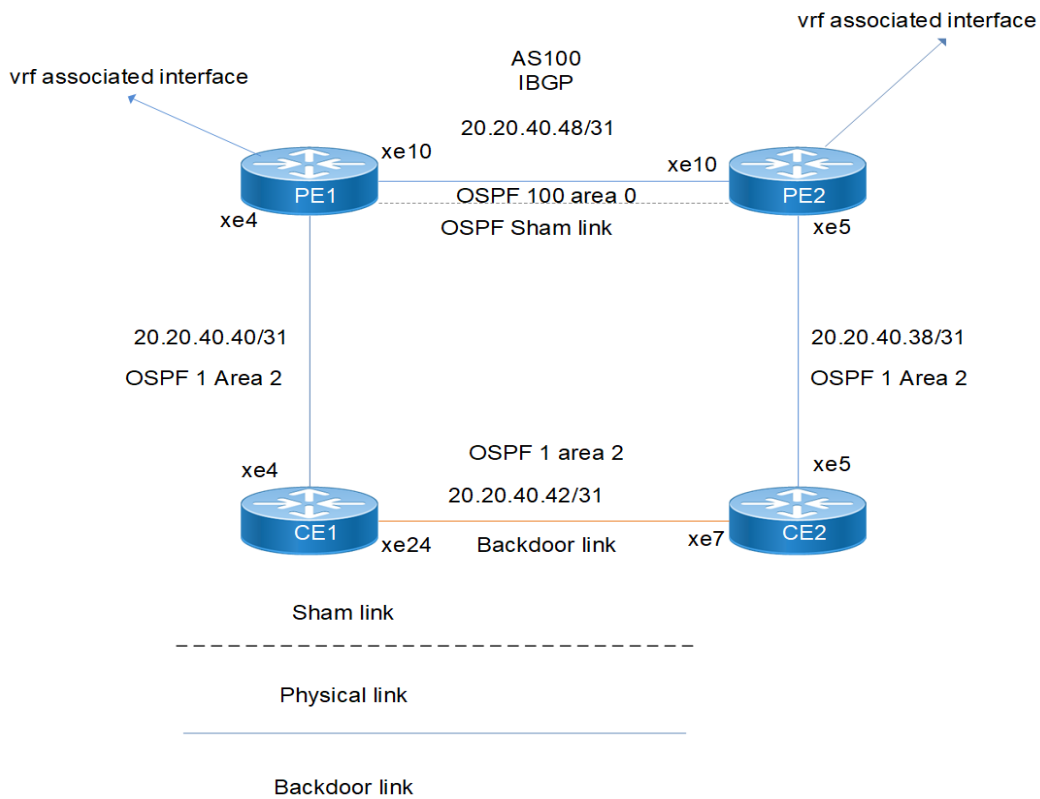 vrf associated interface
vrf associated interface
AS100
IBGP
20.20.40.48/31
xe10
xe10
PE1
OSPF 100 area 0
PE2
xe4
OSPF Sham link
xe5
20.20.40.40/31
20.20.40.38/31
OSPF 1 Area 2
OSPF 1 Area 2
OSPF 1 area 2
xe4
xe5
20.20.40.42/31
CE1
CE2
xe24
Backdoor link
xe7
Sham link
Physical link
Backdoor link